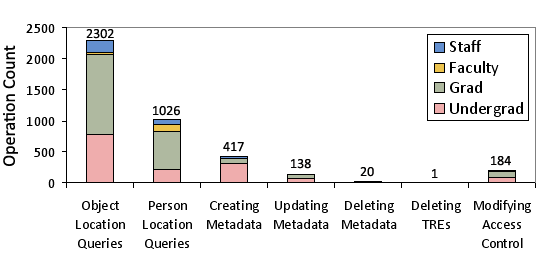 2500
2000
1500
1000
500
0
Operation Count
2302
1026
417
138
20
1
184
Staff
Faculty
Grad
Undergrad
Object
Location
Queries
Person
Location
Queries
Creating
Metadata
Updating
Metadata
Deleting
Metadata
Deleting
TREs
Modifying
Access
Control